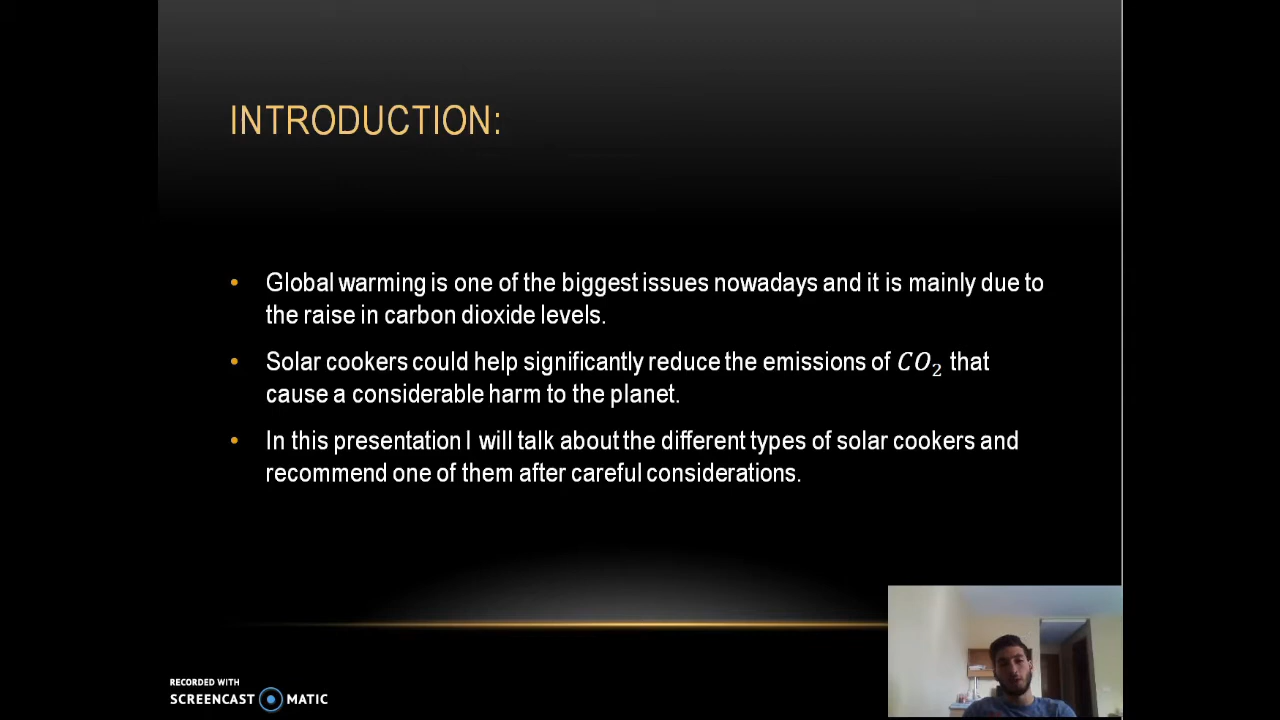 INTRODUCTION:
• Global warming is one of the biggest issues nowadays and it is mainly due to
the raise in carbon dioxide levels.
• Solar cookers could help significantly reduce the emissions of CO₂ that
cause a considerable harm to the planet.
• In this presentation I will talk about the different types of solar cookers and
recommend one of them after careful considerations.
RECORDED WITH
SCREENCAST MATIC